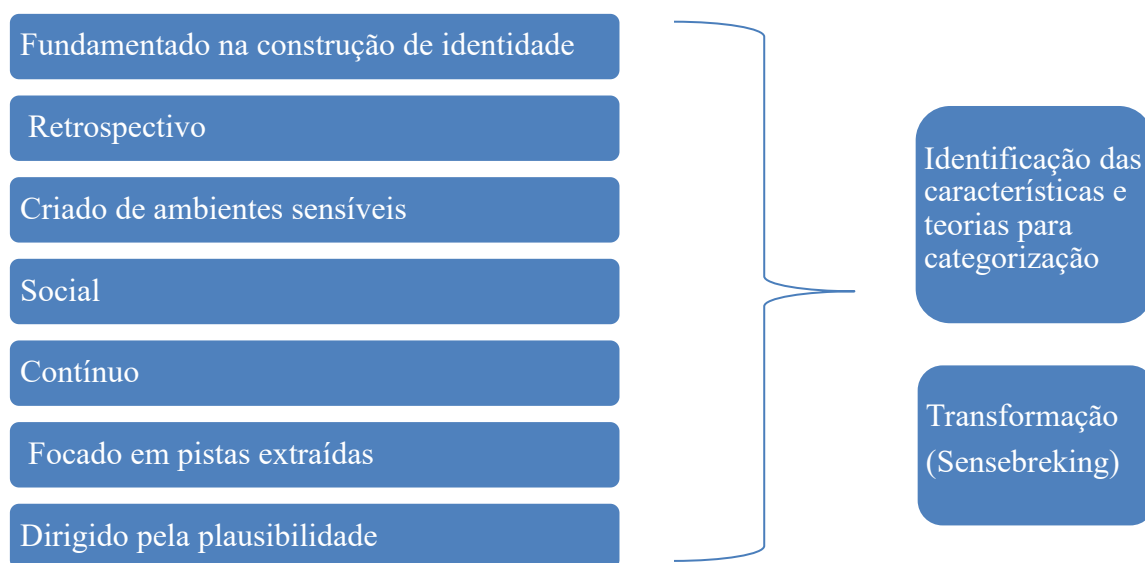 Fundamentado na construção de identidade
Retrospectivo
Criado de ambientes sensíveis
Social
Contínuo
Focado em pistas extraídas
Dirigido pela plausibilidade
Identificação das
características e
teorias para
categorização
Transformação
(Sensebreking)